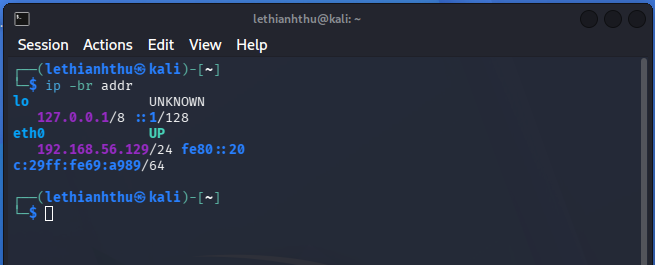 lethianhthu@kali: ~
Session Actions Edit View Help
┌──(lethianhthu㉿kali)-[~]
└─$ ip -br addr
lo UNKNOWN
127.0.0.1/8 ::1/128
eth0 UP
192.168.56.129/24 fe80::20
c:29ff:fe69:a989/64
┌──(lethianhthu㉿kali)-[~]
└─$